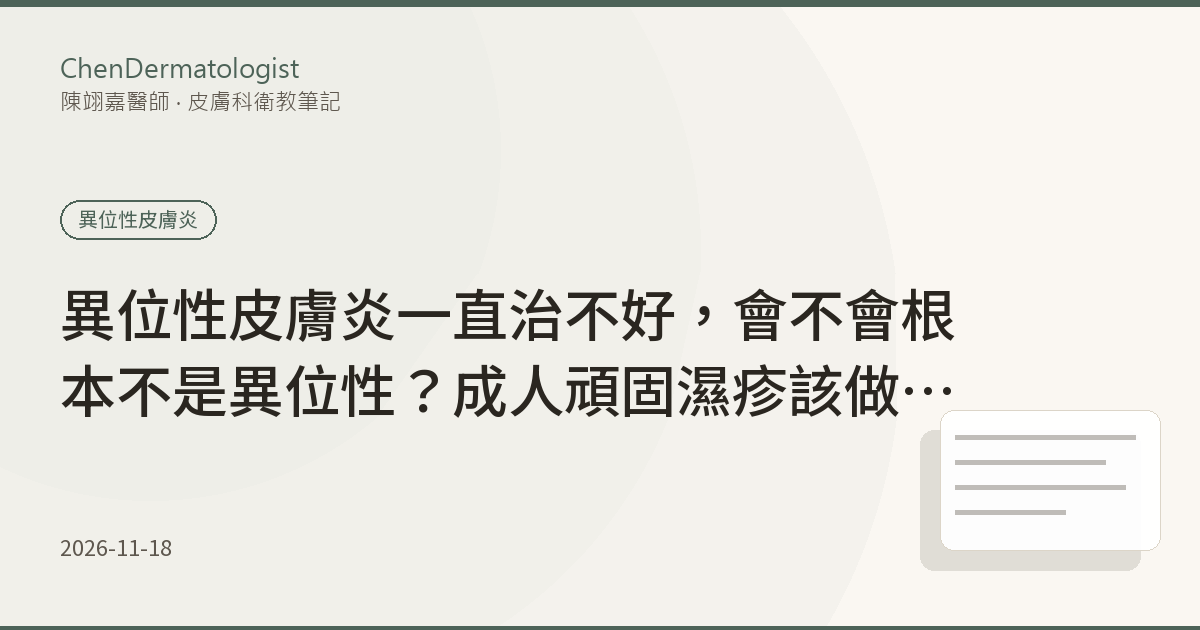 ChenDermatologist
陳翊嘉醫師 · 皮膚科衛教筆記
異位性皮膚炎
異位性皮膚炎一直治不好，會不會根
本不是異位性？成人頑固濕疹該做…
2026-11-18